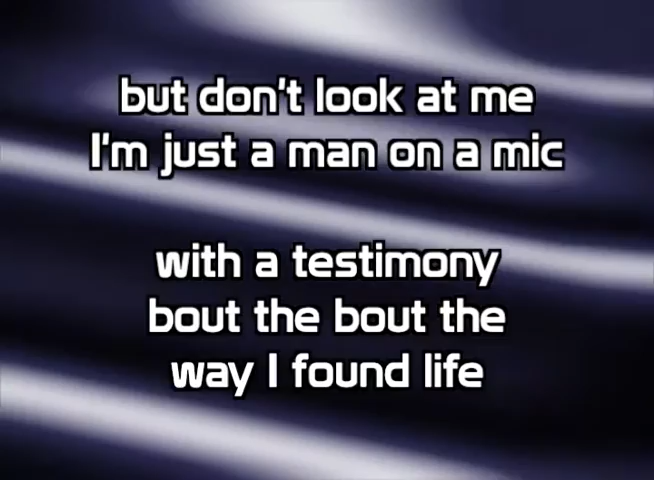 but don't look at me
I'm just a man on a mic
with a testimony
bout the bout the
way I found life